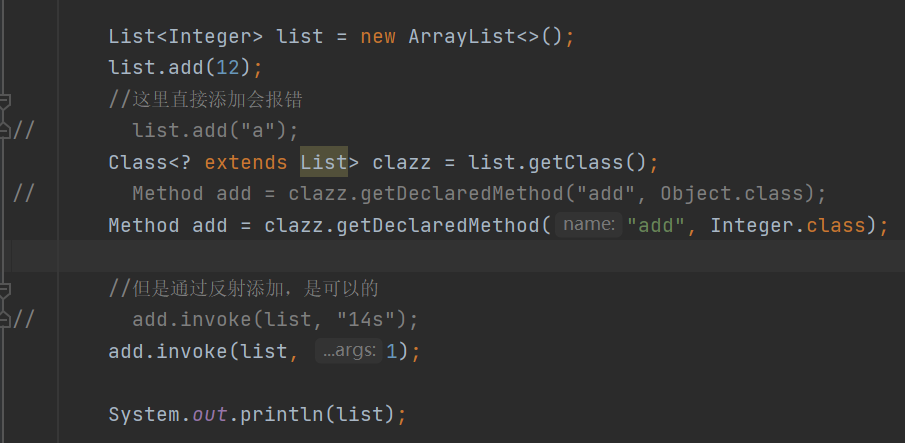 List<Integer> list = new ArrayList<>();
list.add(12);
//这里直接添加会报错
// list.add("a");
Class<? extends List> clazz = list.getClass();
// Method add = clazz.getDeclaredMethod("add", Object.class);
Method add = clazz.getDeclaredMethod( name: "add", Integer.class);
//但是通过反射添加，是可以的
// add.invoke(list, "14s");
add.invoke(list, ...args: 1);
System.out.println(list);